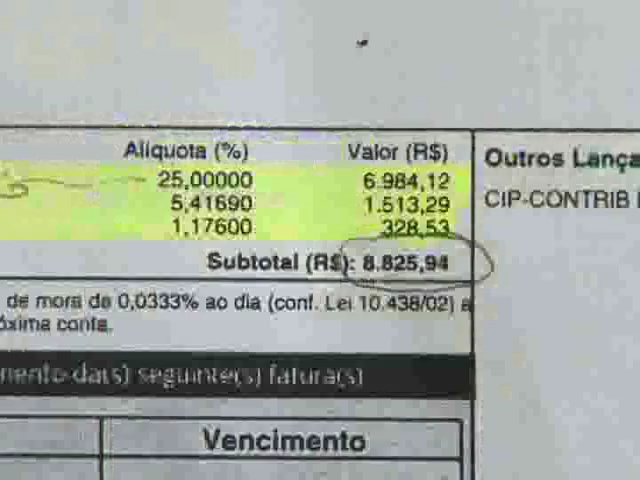 Alíquota (%) Valor (R$) Outros Lança
25,00000 6.984,12
5,41690 1.513,29 CIP-CONTRIB
1,17600 328,53
Subtotal (R$): 8.825,94
de mora de 0,0333% ao dia (conf. Lei 10.438/02) a
óxima conta.
mento da(s) seguinte(s) fatura(s)
Vencimento